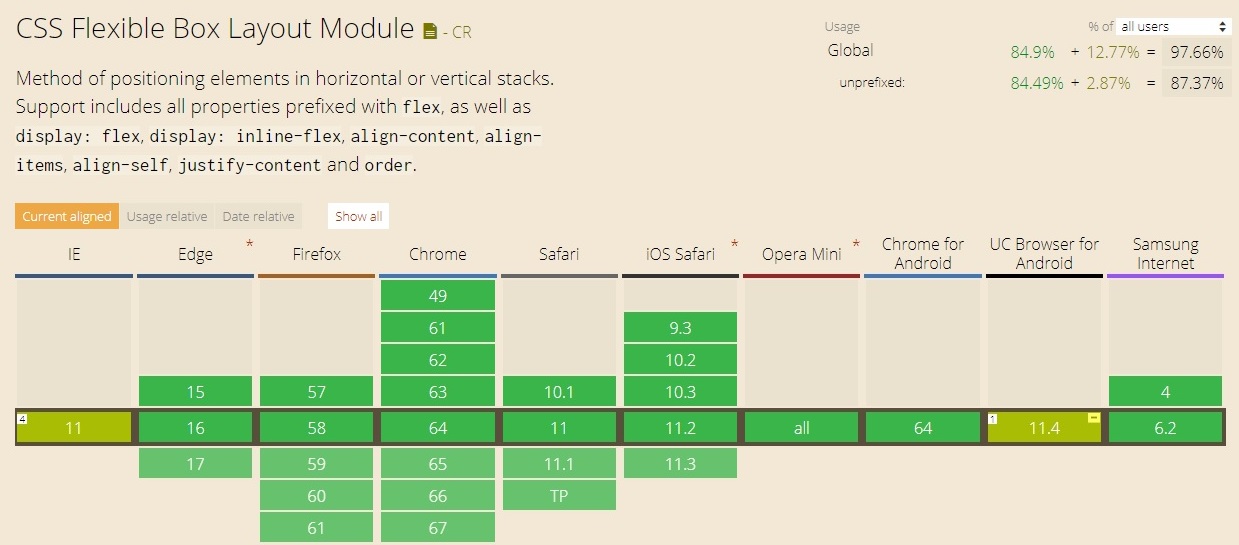 CSS Flexible Box Layout Module - CR
Usage % of all users
Global 84.9% + 12.77% = 97.66%
unprefixed: 84.49% + 2.87% = 87.37%
Method of positioning elements in horizontal or vertical stacks.
Support includes all properties prefixed with flex, as well as
display: flex, display: inline-flex, align-content, align-
items, align-self, justify-content and order.
Current aligned Usage relative Date relative Show all
IE Edge * Firefox Chrome Safari iOS Safari * Opera Mini * Chrome for Android UC Browser for Android Samsung Internet
49
61 9.3
62 10.2
15 57 63 10.1 10.3 4
4 11 16 58 64 11 11.2 all 64 1 11.4 - 6.2
17 59 65 11.1 11.3
60 66 TP
61 67